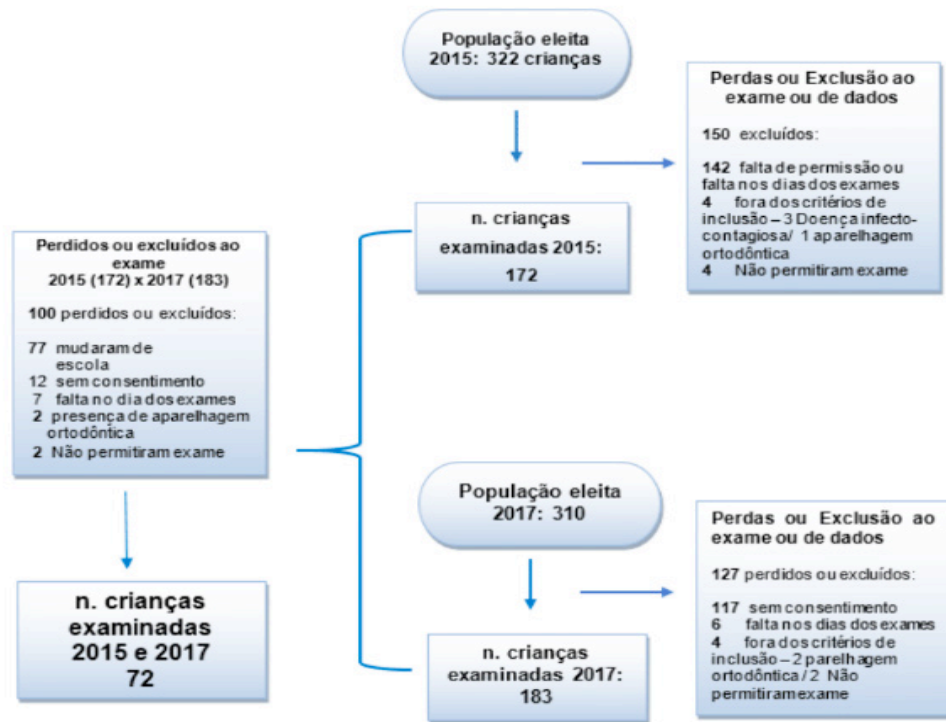 População eleita
2015: 322 crianças
Perdas ou Exclusão ao
exame ou de dados
150 excluídos:
142 falta de permissão ou
falta nos dias dos exames
4 fora dos critérios de
inclusão – 3 Doença infecto-
contagiosa/ 1 aparelhagem
ortodôntica
4 Não permitiram exame
n. crianças
examinadas 2015:
172
Perdidos ou excluídos ao
exame
2015 (172) x 2017 (183)
100 perdidos ou excluídos:
77 mudaram de
escola
12 sem consentimento
7 falta no dia dos exames
2 presença de aparelhagem
ortodôntica
2 Não permitiram exame
n. crianças
examinadas
2015 e 2017
72
População eleita
2017: 310
Perdas ou Exclusão ao
exame ou de dados
127 perdidos ou excluídos:
117 sem consentimento
6 falta nos dias dos exames
4 fora dos critérios de
inclusão – 2 parelhagem
ortodôntica / 2 Não
permitiram exame
n. crianças
examinadas 2017:
183